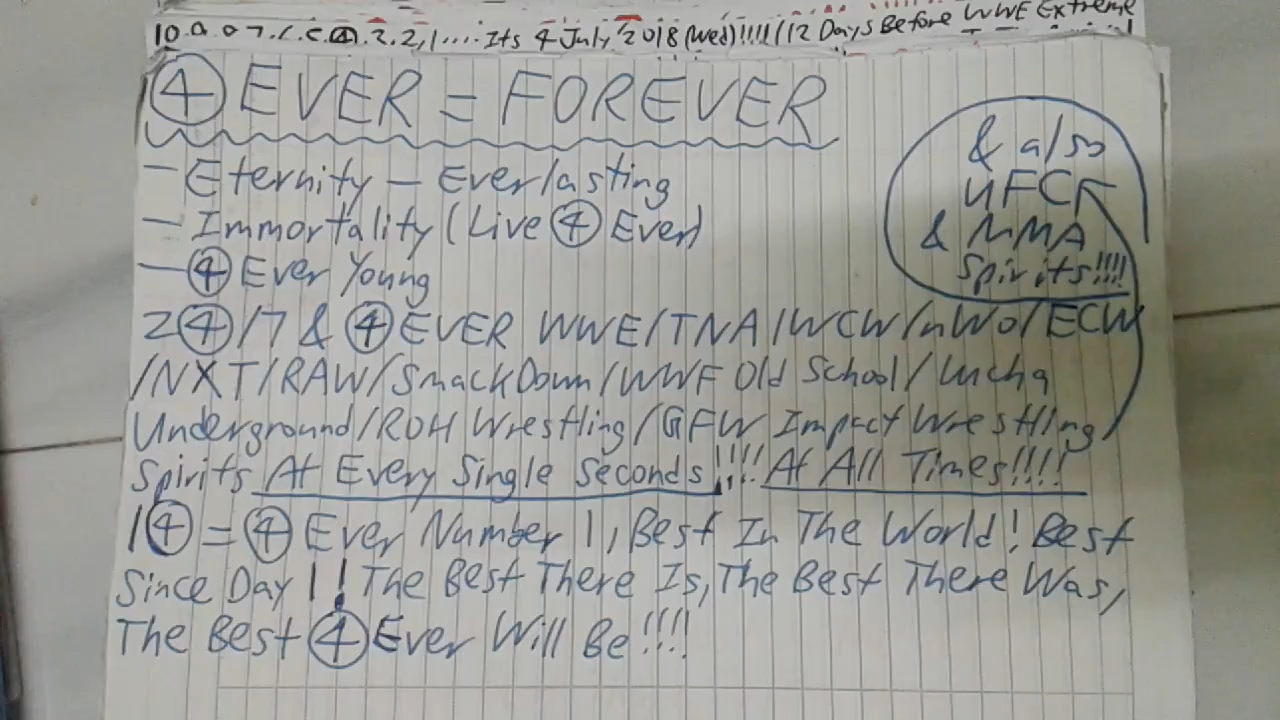 10.9.8.7.6.5.④.3.2.1.... Its 4 July 2018 (Wed)!!!!/12 Days Before WWE Extreme
④ EVER = FOREVER
- Eternity - Everlasting
- Immortality (Live ④ Ever)
- ④ Ever Young
& also
UFC
& MMA
Spirits!!!!
2④/7 & ④EVER WWE/TNA/WCW/nWo/ECW
/NXT/RAW/SmackDown/WWF Old School/Lucha
Underground/ROH Wrestling/GFW Impact Wrestling
Spirits At Every Single Seconds!!!! At All Times!!!!
1④ = ④ Ever Number 1, Best In The World! Best
Since Day 1! The Best There Is, The Best There Was,
The Best ④Ever Will Be!!!!